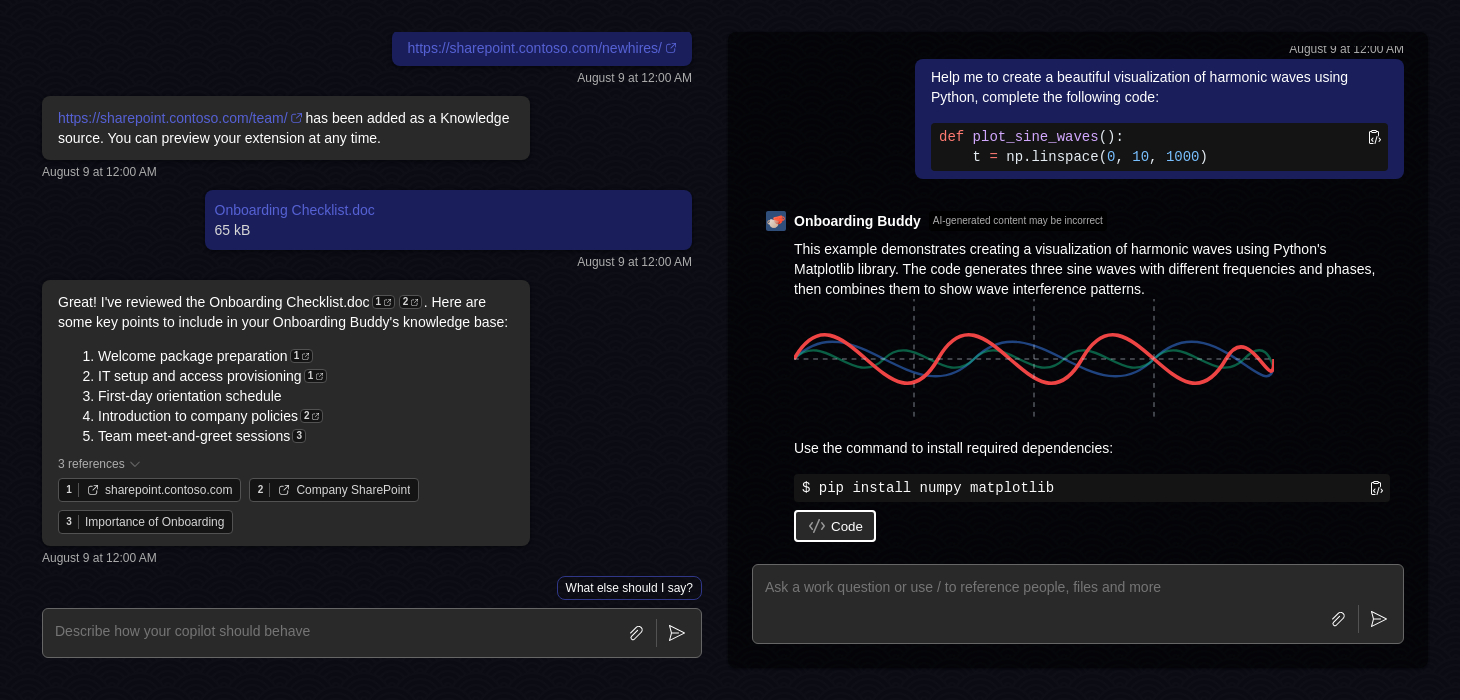 https://sharepoint.contoso.com/newhires/
August 9 at 12:00 AM
https://sharepoint.contoso.com/team/ has been added as a Knowledge
source. You can preview your extension at any time.
August 9 at 12:00 AM
Onboarding Checklist.doc
65 kB
August 9 at 12:00 AM
Great! I've reviewed the Onboarding Checklist.doc 1 2 . Here are
some key points to include in your Onboarding Buddy's knowledge base:
1. Welcome package preparation 1
2. IT setup and access provisioning 1
3. First-day orientation schedule
4. Introduction to company policies 2
5. Team meet-and-greet sessions 3
3 references
1 sharepoint.contoso.com 2 Company SharePoint
3 Importance of Onboarding
August 9 at 12:00 AM
What else should I say?
Describe how your copilot should behave
August 9 at 12:00 AM
Help me to create a beautiful visualization of harmonic waves using
Python, complete the following code:
def plot_sine_waves():
    t = np.linspace(0, 10, 1000)
Onboarding Buddy AI-generated content may be incorrect
This example demonstrates creating a visualization of harmonic waves using Python's
Matplotlib library. The code generates three sine waves with different frequencies and phases,
then combines them to show wave interference patterns.
Use the command to install required dependencies:
$ pip install numpy matplotlib
Code
Ask a work question or use / to reference people, files and more